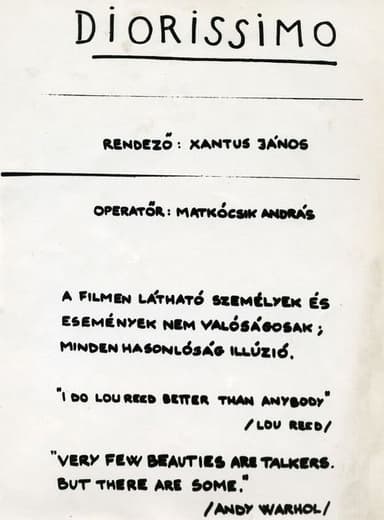 DiORiSSiMO
RENDEZŐ: XANTUS JÁNOS
OPERATŐR: MATKÓCSIK ANDRÁS
A FILMEN LÁTHATÓ SZEMÉLYEK ÉS
ESEMÉNYEK NEM VALÓSÁGOSAK;
MINDEN HASONLÓSÁG ILLÚZIÓ.
"I DO LOU REED BETTER THAN ANYBODY"
/LOU REED/
"VERY FEW BEAUTIES ARE TALKERS.
BUT THERE ARE SOME."
/ANDY WARHOL/